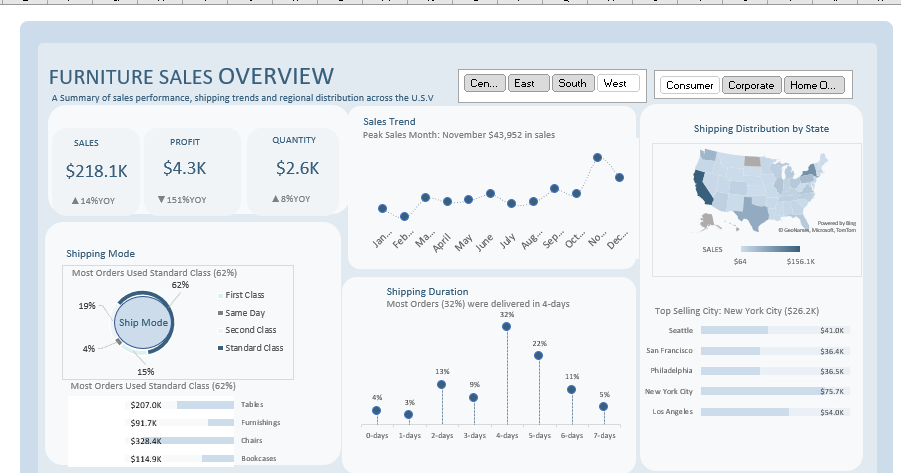 FURNITURE SALES OVERVIEW
A Summary of sales performance, shipping trends and regional distribution across the U.S.V
Cen...
East
South
West
Consumer
Corporate
Home O...
SALES
$218.1K
▲14%YOY
PROFIT
$4.3K
▼151%YOY
QUANTITY
$2.6K
▲8%YOY
Sales Trend
Peak Sales Month: November $43,952 in sales
Jan...
Feb...
Ma...
April
May
June
July
Aug...
Sep...
Oct...
No...
Dec...
Shipping Distribution by State
Powered by Bing
© GeoNames, Microsoft, TomTom
SALES
$64
$156.1K
Shipping Mode
Most Orders Used Standard Class (62%)
62%
19%
4%
15%
Ship Mode
First Class
Same Day
Second Class
Standard Class
Most Orders Used Standard Class (62%)
$207.0K Tables
$91.7K Furnishings
$328.4K Chairs
$114.9K Bookcases
Shipping Duration
Most Orders (32%) were delivered in 4-days
4%
3%
13%
9%
32%
22%
11%
5%
0-days
1-days
2-days
3-days
4-days
5-days
6-days
7-days
Top Selling City: New York City ($26.2K)
Seattle $41.0K
San Francisco $36.4K
Philadelphia $36.5K
New York City $75.7K
Los Angeles $54.0K